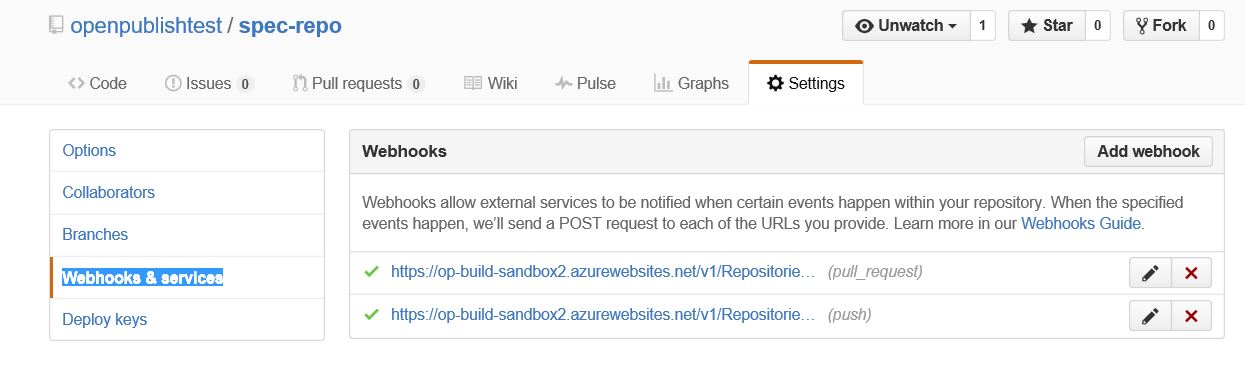 openpublishtest / spec-repo
Unwatch 1 Star 0 Fork 0
Code Issues 0 Pull requests 0 Wiki Pulse Graphs Settings
Options
Collaborators
Branches
Webhooks & services
Deploy keys
Webhooks Add webhook
Webhooks allow external services to be notified when certain events happen within your repository. When the specified
events happen, we’ll send a POST request to each of the URLs you provide. Learn more in our Webhooks Guide.
https://op-build-sandbox2.azurewebsites.net/v1/Repositorie… (pull_request)
https://op-build-sandbox2.azurewebsites.net/v1/Repositorie… (push)